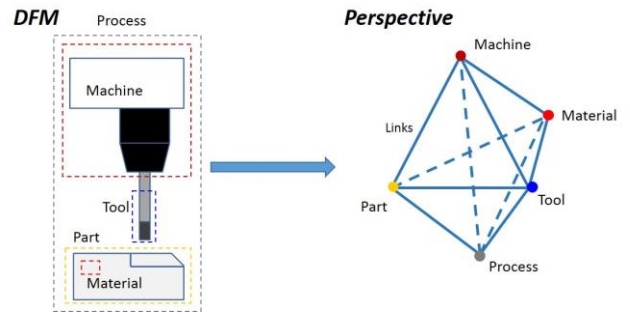 DFM
Process
Machine
Tool
Part
Material
Perspective
Machine
Material
Links
Part
Tool
Process